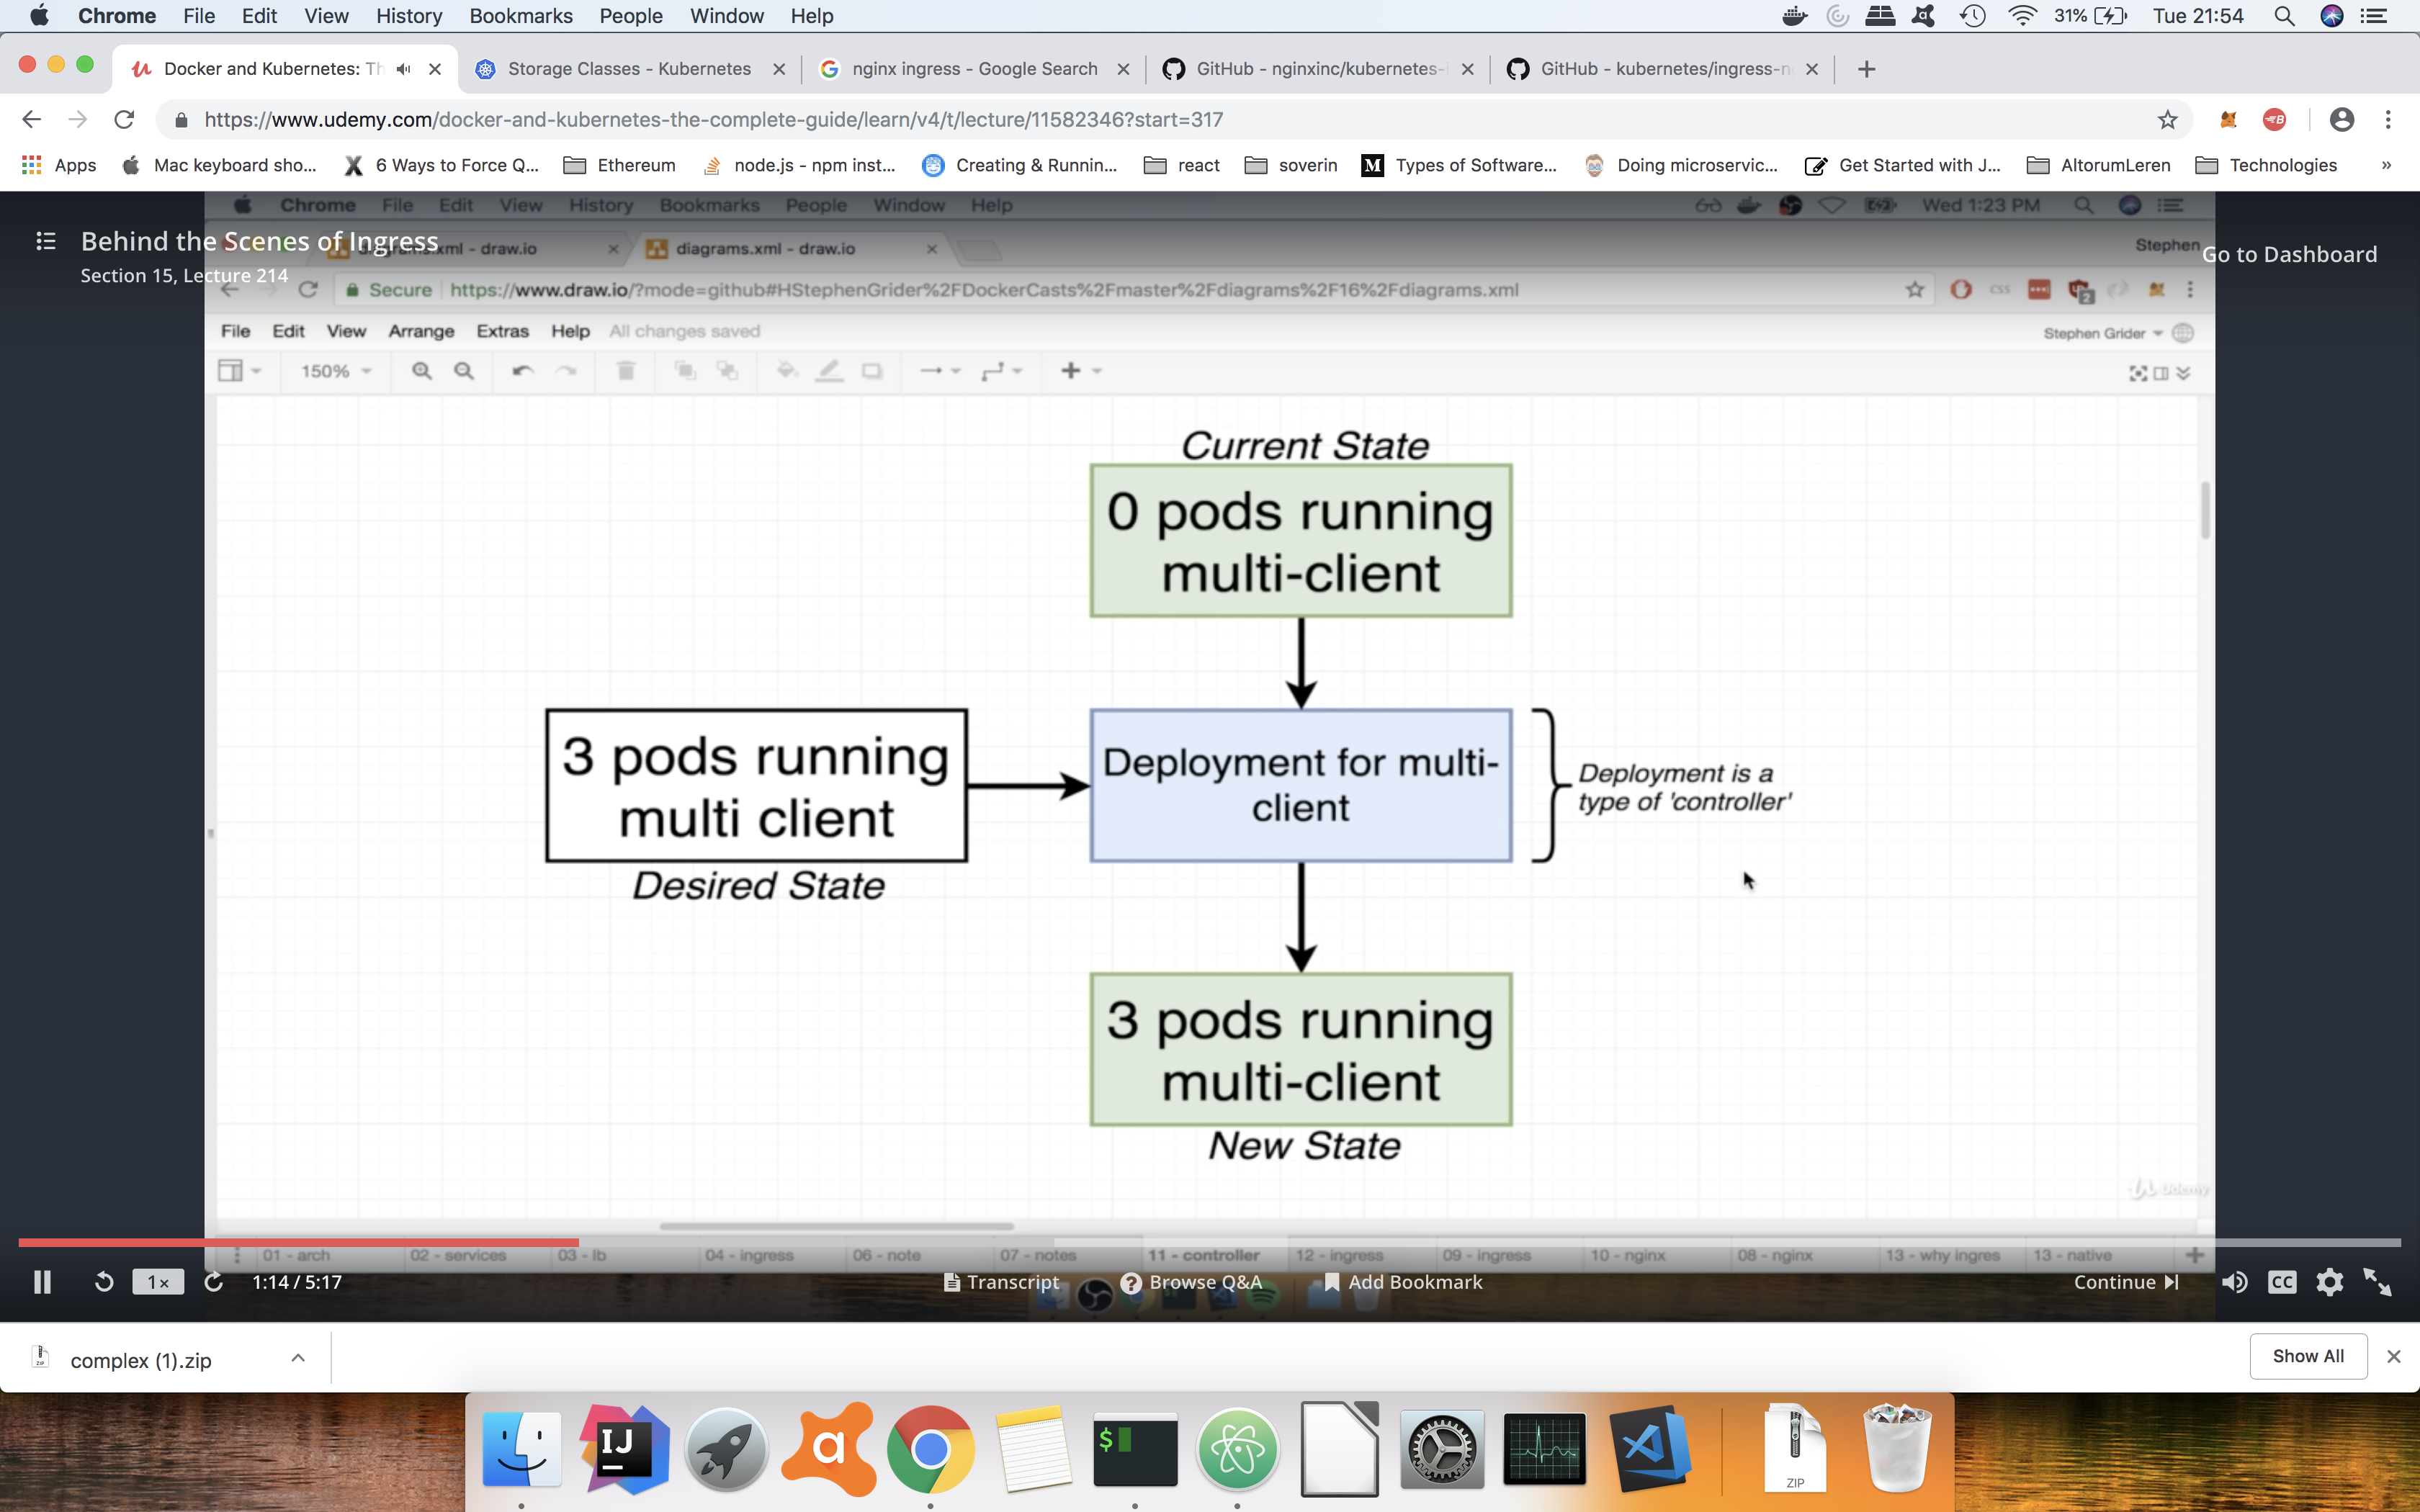 Chrome File Edit View History Bookmarks People Window Help 31% Tue 21:54
Docker and Kubernetes: Th Storage Classes - Kubernetes nginx ingress - Google Search GitHub - nginxinc/kubernetes-i GitHub - kubernetes/ingress-n
https://www.udemy.com/docker-and-kubernetes-the-complete-guide/learn/v4/t/lecture/11582346?start=317
Apps Mac keyboard sho... 6 Ways to Force Q... Ethereum node.js - npm inst... Creating & Runnin... react soverin M Types of Software... Doing microservic... Get Started with J... AltorumLeren Technologies »
Chrome File Edit View History Bookmarks People Window Help Wed 1:23 PM
Behind the Scenes of Ingress
diagrams.xml - draw.io diagrams.xml - draw.io Stephen
Go to Dashboard
Section 15, Lecture 214
Secure https://www.draw.io/?mode=github#HStephenGrider%2FDockerCasts%2Fmaster%2Fdiagrams%2F16%2Fdiagrams.xml CSS 2
File Edit View Arrange Extras Help All changes saved Stephen Grider
150%
Current State
0 pods running
multi-client
3 pods running
multi client
Desired State
Deployment for multi-
client
Deployment is a
type of 'controller'
3 pods running
multi-client
New State
Udemy
01 - arch 02 - services 03 - lb 04 - ingress 06 - note 07 - notes 11 - controller 12 - ingress 09 - ingress 10 - nginx 08 - nginx 13 - why ingres 13 - native
1x 1:14 / 5:17 Transcript Browse Q&A Add Bookmark Continue CC
complex (1).zip Show All
IJ a $ ZIP